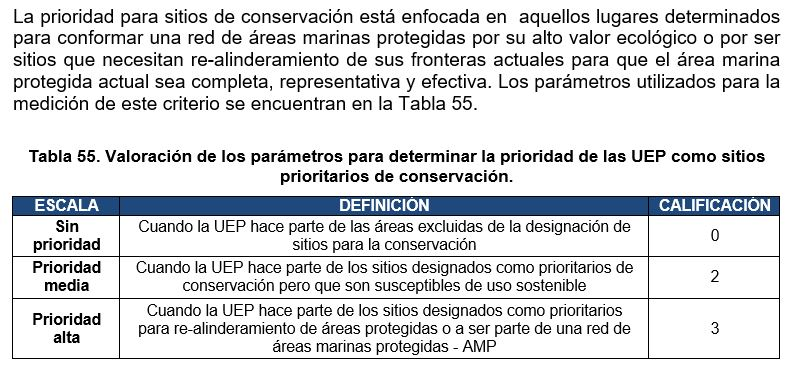 La prioridad para sitios de conservación está enfocada en aquellos lugares determinados
para conformar una red de áreas marinas protegidas por su alto valor ecológico o por ser
sitios que necesitan re-alinderamiento de sus fronteras actuales para que el área marina
protegida actual sea completa, representativa y efectiva. Los parámetros utilizados para la
medición de este criterio se encuentran en la Tabla 55.
Tabla 55. Valoración de los parámetros para determinar la prioridad de las UEP como sitios
prioritarios de conservación.
ESCALA DEFINICIÓN CALIFICACIÓN
Sin
prioridad
Cuando la UEP hace parte de las áreas excluidas de la designación de
sitios para la conservación
0
Prioridad
media
Cuando la UEP hace parte de los sitios designados como prioritarios de
conservación pero que son susceptibles de uso sostenible
2
Prioridad
alta
Cuando la UEP hace parte de los sitios designados como prioritarios
para re-alinderamiento de áreas protegidas o a ser parte de una red de
áreas marinas protegidas - AMP
3